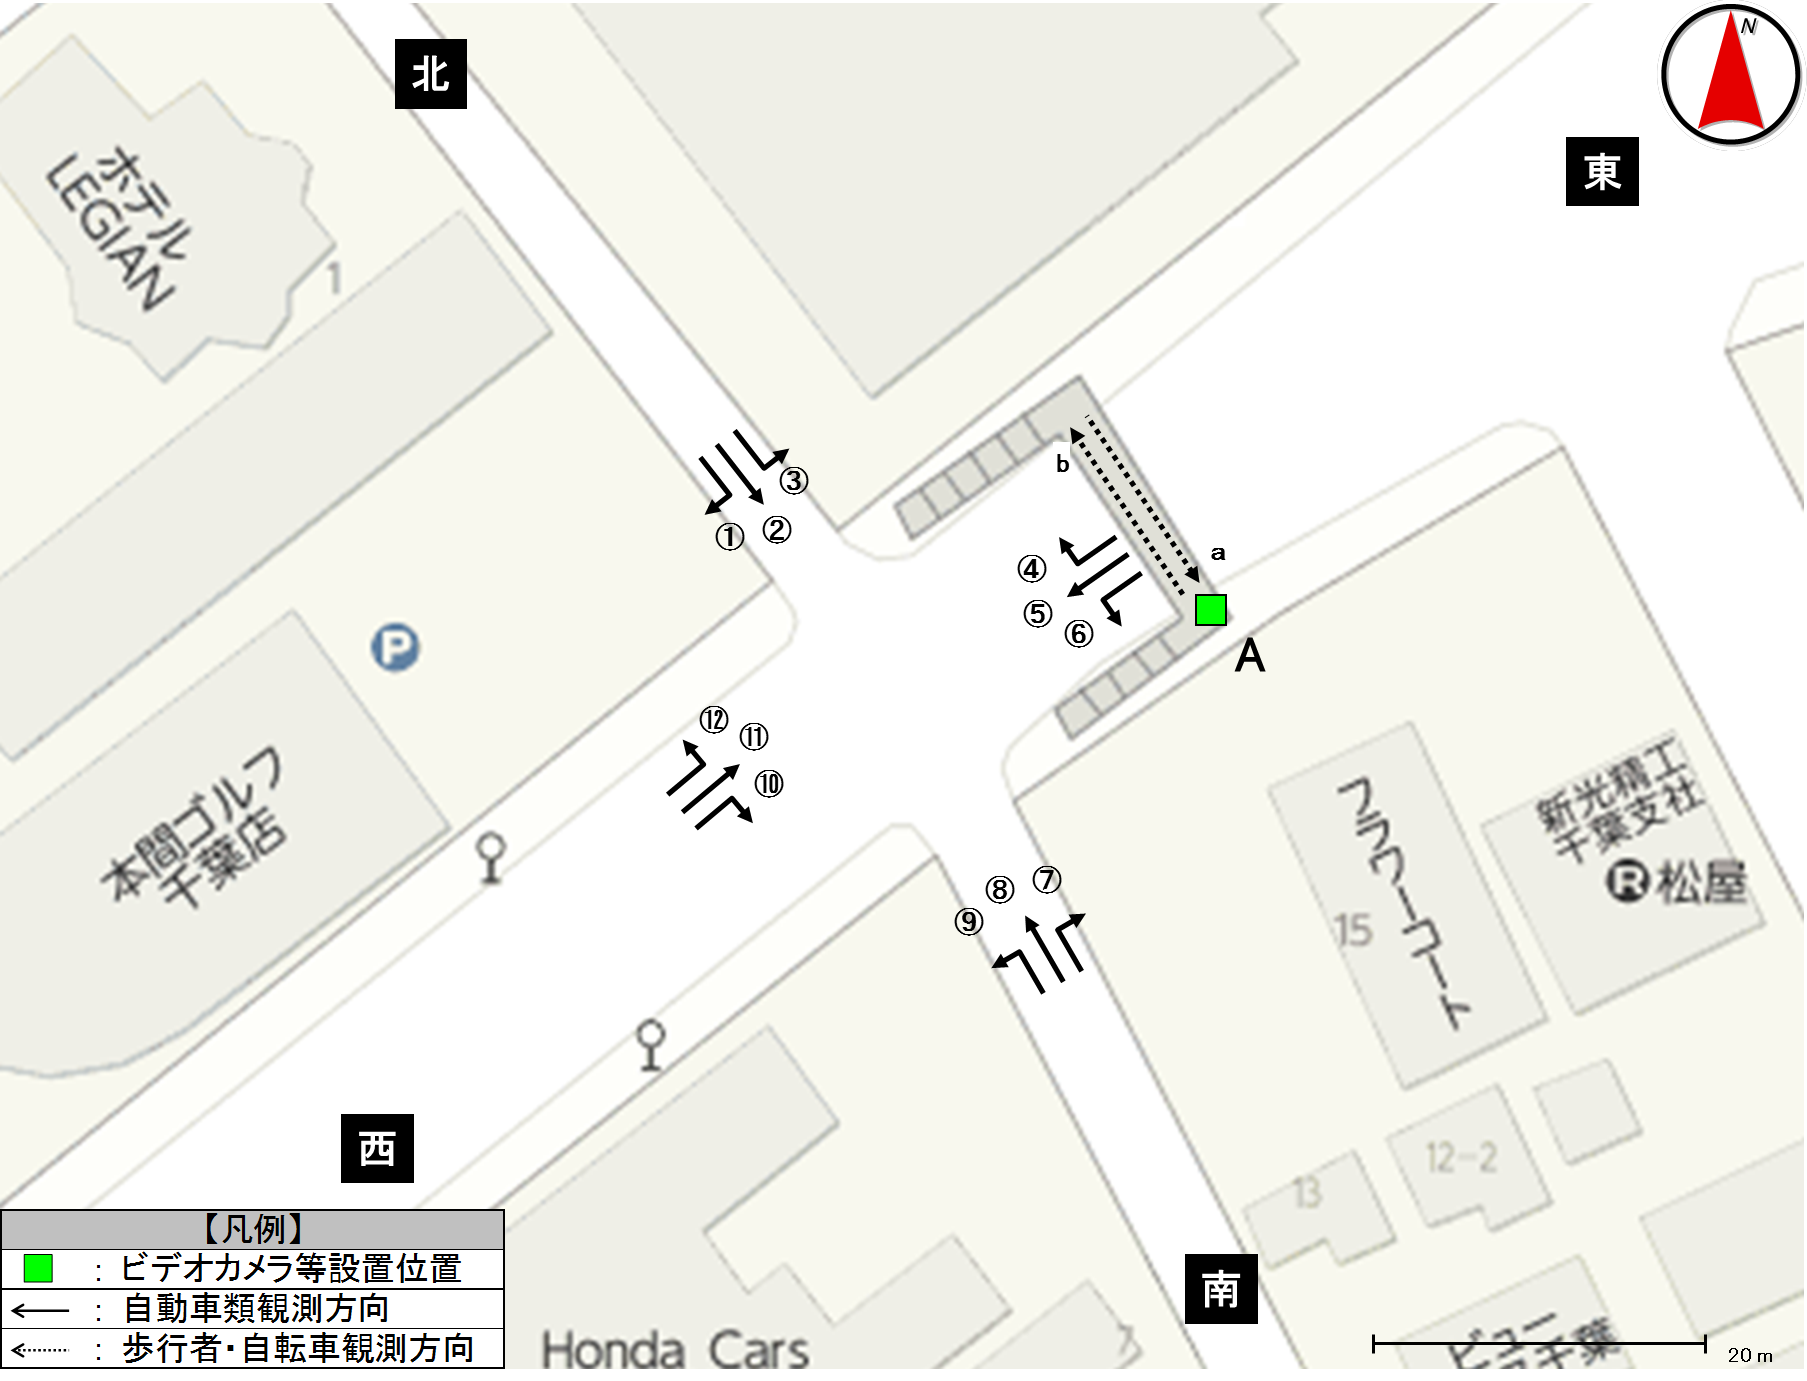 北
N
東
ホテル
LEGIAN
1
b
③
①
②
a
④
⑤
⑥
A
P
⑫
⑪
⑩
本間ゴルフ
千葉店
⑦
⑧
⑨
フラワーコート
15
新光精工
千葉支社
R松屋
西
12-2
13
南
【凡例】
： ビデオカメラ等設置位置
： 自動車類観測方向
： 歩行者・自転車観測方向
Honda Cars
20 m